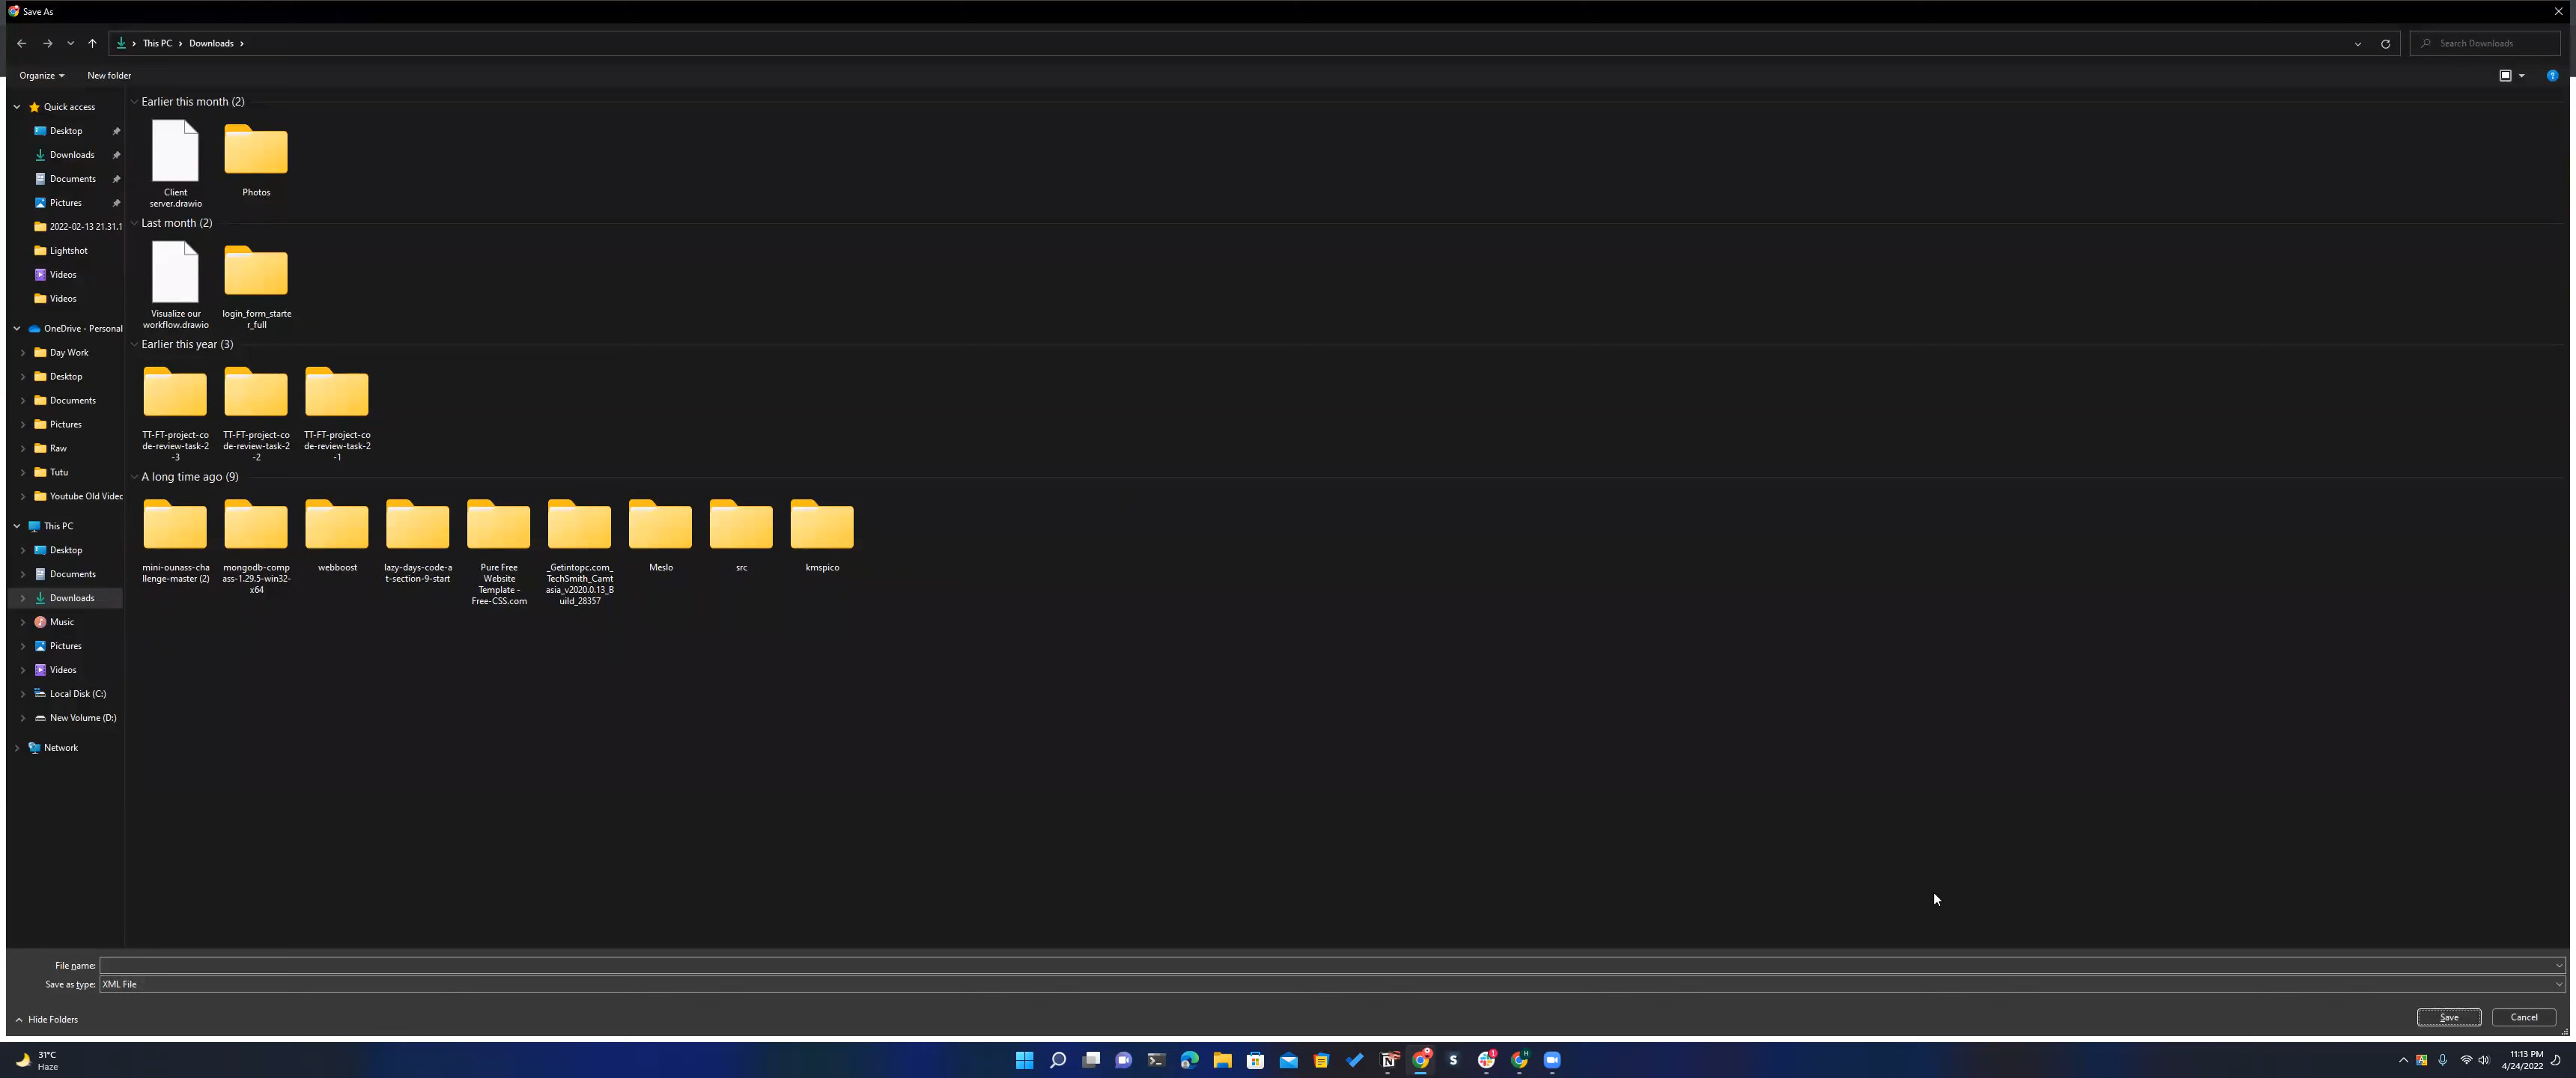 Save As
This PC
Downloads
Search Downloads
Organize
New folder
Quick access
Desktop
Downloads
Documents
Pictures
2022-02-13 21.31.1
Lightshot
Videos
Videos
OneDrive - Personal
Day Work
Desktop
Documents
Pictures
Raw
Tutu
Youtube Old Videc
This PC
Desktop
Documents
Downloads
Music
Pictures
Videos
Local Disk (C:)
New Volume (D:)
Network
Earlier this month (2)
Client
server.drawio
Photos
Last month (2)
Visualize our
workflow.drawio
login_form_starte
r_full
Earlier this year (3)
TT-FT-project-co
de-review-task-2
-3
TT-FT-project-co
de-review-task-2
-2
TT-FT-project-co
de-review-task-2
-1
A long time ago (9)
mini-ounass-cha
llenge-master (2)
mongodb-comp
ass-1.29.5-win32-
x64
webboost
lazy-days-code-a
t-section-9-start
Pure Free
Website
Template -
Free-CSS.com
_Getintopc.com_
TechSmith_Camt
asia_v2020.0.13_B
uild_28357
Meslo
src
kmspico
File name:
Save as type:
XML File
Hide Folders
Save
Cancel
31°C
Haze
11:13 PM
4/24/2022